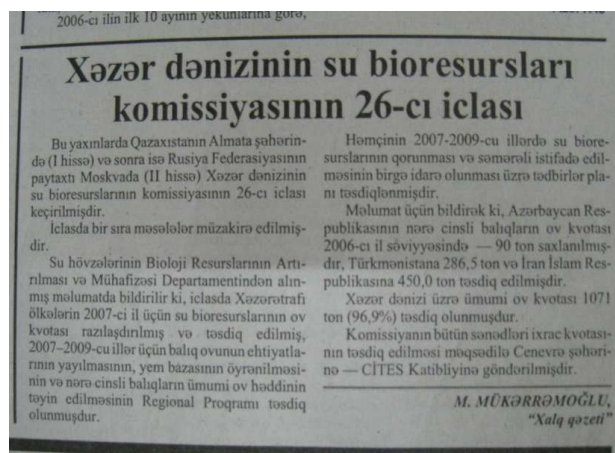 2006-cı ilin ilk 10 ayının yekunlarına görə,
Xəzər dənizinin su bioresursları
komissiyasının 26-cı iclası
Bu yaxınlarda Qazaxıstanın Almata şəhərin-
də (I hissə) və sonra isə Rusiya Federasiyasının
paytaxtı Moskvada (II hissə) Xəzər dənizinin
su bioresurslarının komissiyasının 26-cı iclası
keçirilmişdir.
İclasda bir sıra məsələlər müzakirə edilmiş-
dir.
Su hövzələrinin Bioloji Resurslarının Artı-
rılması və Mühafizəsi Departamentindən alın-
mış məlumatda bildirilir ki, iclasda Xəzərətrafı
ölkələrin 2007-ci il üçün su bioresurslarının ov
kvotası razılaşdırılmış və təsdiq edilmiş,
2007–2009-cu illər üçün balıq ovunun ehtiyatla-
rının yayılmasının, yem bazasının öyrənilməsi-
nin və nərə cinsli balıqların ümumi ov həddinin
təyin edilməsinin Regional Proqramı təsdiq
olunmuşdur.
Həmçinin 2007-2009-cu illərdə su biore-
surslarının qorunması və səmərəli istifadə edil-
məsinin birgə idarə olunması üzrə tədbirlər pla-
nı təsdiqlənmişdir.
Məlumat üçün bildirək ki, Azərbaycan Res-
publikasının nərə cinsli balıqların ov kvotası
2006-cı il səviyyəsində — 90 ton saxlanılmış-
dır, Türkmənistana 286,5 ton və İran İslam Res-
publikasına 450,0 ton təsdiq edilmişdir.
Xəzər dənizi üzrə ümumi ov kvotası 1071
ton (96,9%) təsdiq olunmuşdur.
Komissiyanın bütün sənədləri ixrac kvotası-
nın təsdiq edilməsi məqsədilə Cenevrə şəhəri-
nə — CİTES Katibliyinə göndərilmişdir.
M. MÜKƏRRƏMOĞLU,
"Xalq qəzeti"